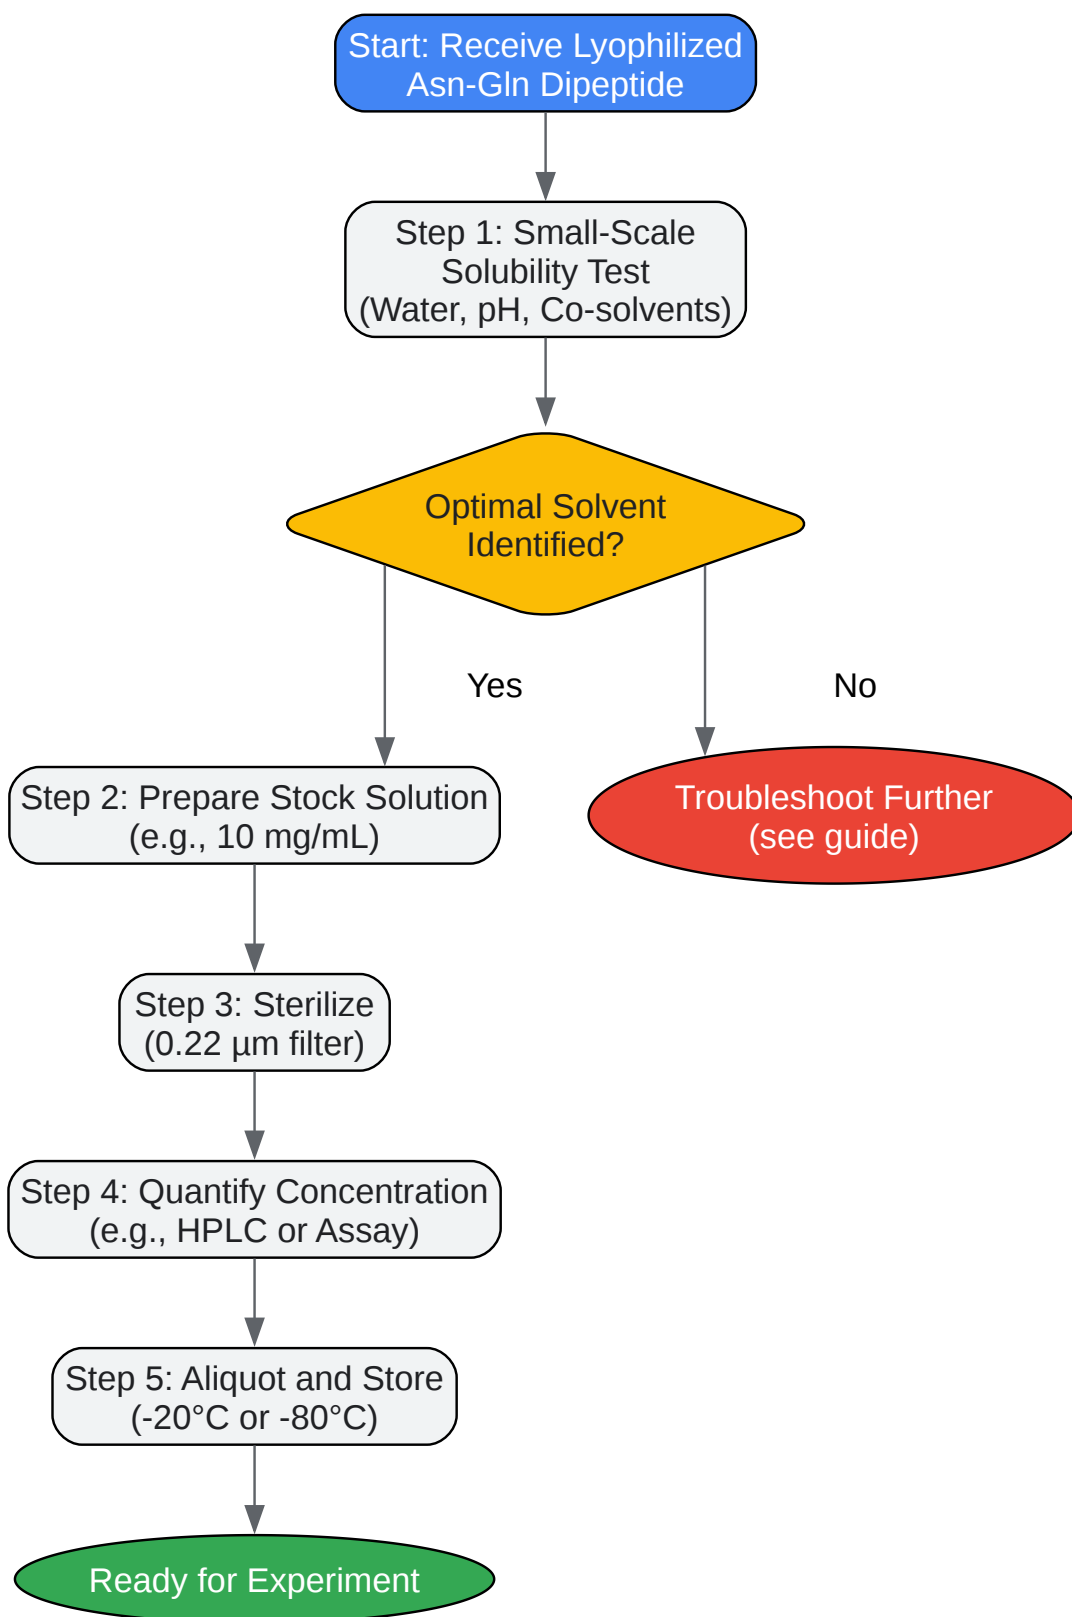 Start: Receive Lyophilized
Asn-Gln Dipeptide
Step 1: Small-Scale
Solubility Test
(Water, pH, Co-solvents)
Optimal Solvent
Identified?
Yes
No
Step 2: Prepare Stock Solution
(e.g., 10 mg/mL)
Troubleshoot Further
(see guide)
Step 3: Sterilize
(0.22 µm filter)
Step 4: Quantify Concentration
(e.g., HPLC or Assay)
Step 5: Aliquot and Store
(-20°C or -80°C)
Ready for Experiment